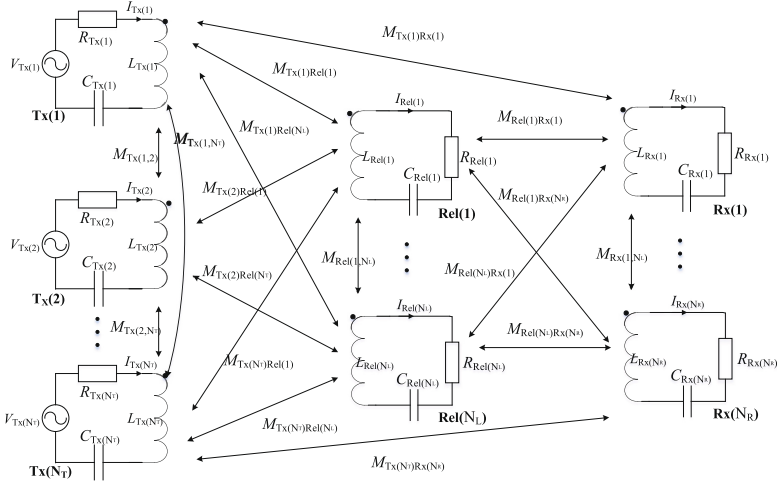 I_Tx(1)
R_Tx(1)
V_Tx(1)
L_Tx(1)
C_Tx(1)
Tx(1)
M_Tx(1,2)
M_Tx(1,N_T)
I_Tx(2)
R_Tx(2)
V_Tx(2)
L_Tx(2)
C_Tx(2)
Tx(2)
M_Tx(2,N_T)
I_Tx(N_T)
R_Tx(N_T)
V_Tx(N_T)
L_Tx(N_T)
C_Tx(N_T)
Tx(N_T)
M_Tx(1)Rx(1)
M_Tx(1)Rel(1)
M_Tx(1)Rel(N_L)
M_Tx(2)Rel(1)
M_Tx(2)Rel(N_T)
M_Tx(N_T)Rel(1)
M_Tx(N_T)Rel(N_L)
M_Tx(N_T)Rx(N_R)
I_Rel(1)
L_Rel(1)
R_Rel(1)
C_Rel(1)
Rel(1)
M_Rel(1,N_L)
I_Rel(N_L)
L_Rel(N_L)
R_Rel(N_L)
C_Rel(N_L)
Rel(N_L)
M_Rel(1)Rx(1)
M_Rel(1)Rx(N_R)
M_Rel(N_L)Rx(1)
M_Rel(N_L)Rx(N_R)
I_Rx(1)
L_Rx(1)
R_Rx(1)
C_Rx(1)
Rx(1)
M_Rx(1,N_L)
I_Rx(N_R)
L_Rx(N_R)
R_Rx(N_R)
C_Rx(N_R)
Rx(N_R)